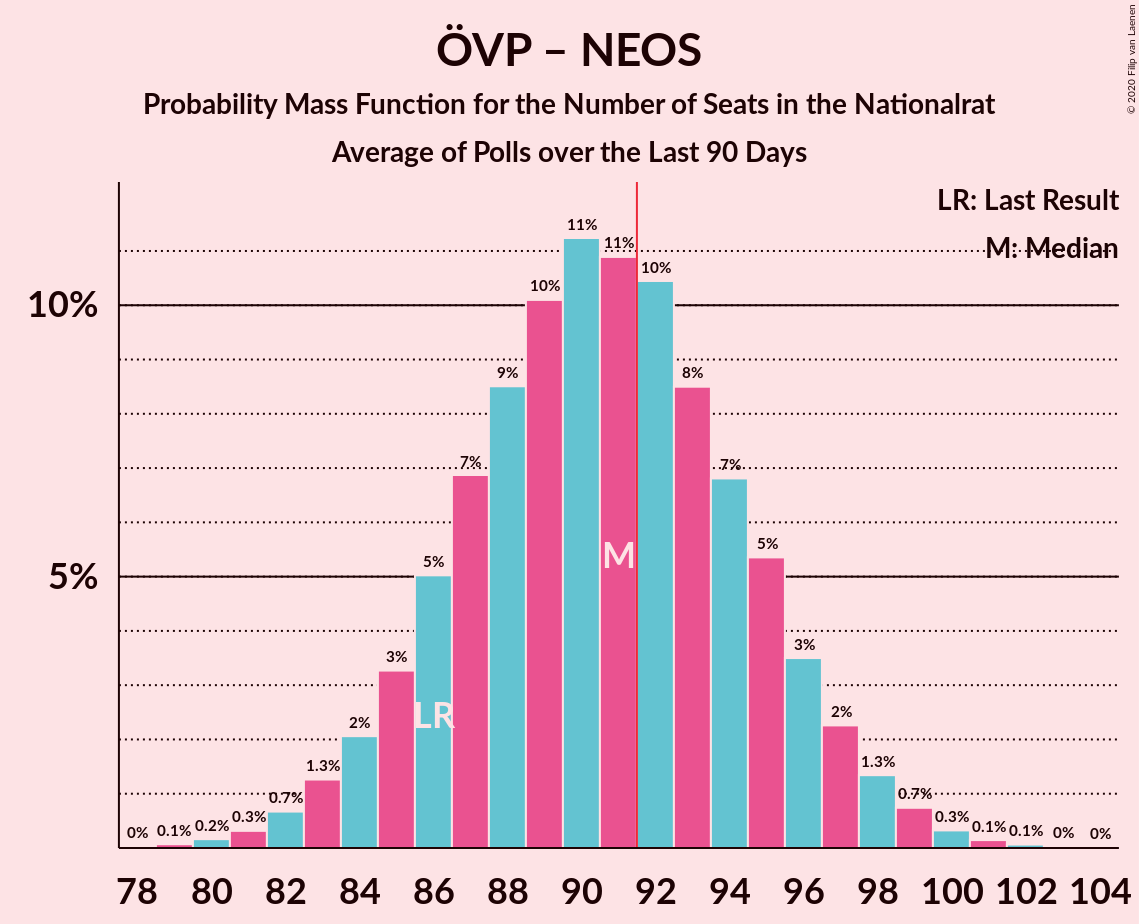 ÖVP – NEOS
Probability Mass Function for the Number of Seats in the Nationalrat
Average of Polls over the Last 90 Days
© 2020 Filip van Laenen
LR: Last Result
M: Median
10%
5%
0% 0.1% 0.2% 0.3% 0.7% 1.3% 2% 3% 5% 7% 9% 10% 11% 11% 10% 8% 7% 5% 3% 2% 1.3% 0.7% 0.3% 0.1% 0.1% 0% 0%
LR
M
78 80 82 84 86 88 90 92 94 96 98 100 102 104